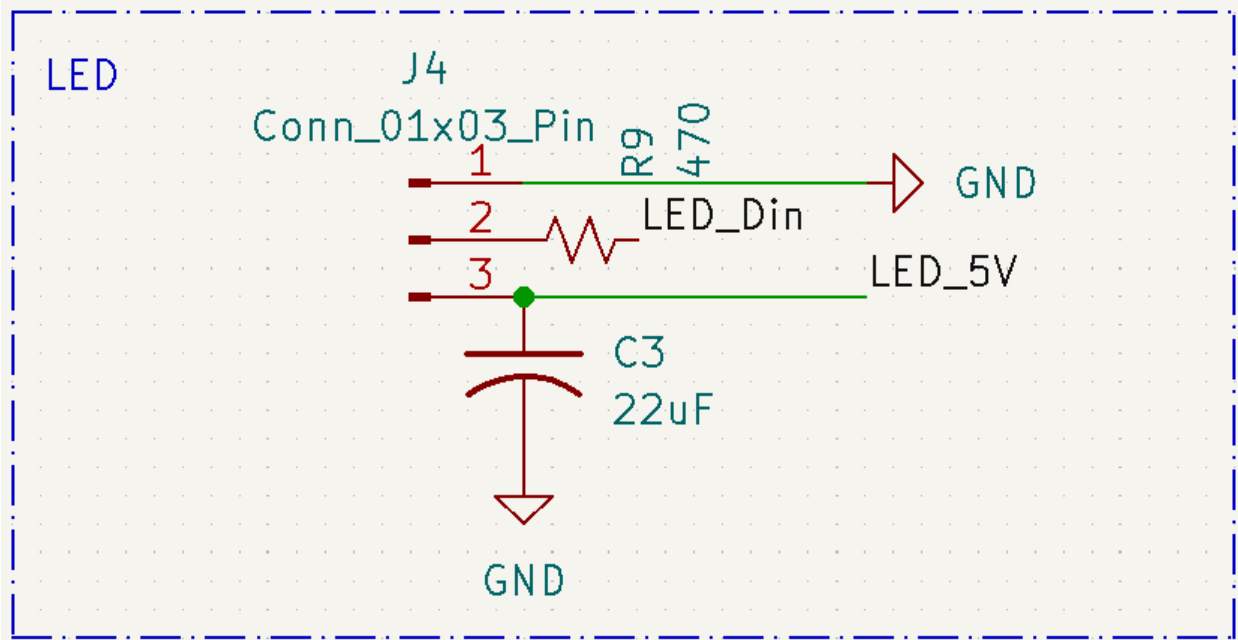 LED
J4
Conn_01x03_Pin
R9
470
1
GND
2
LED_Din
3
LED_5V
C3
22uF
GND